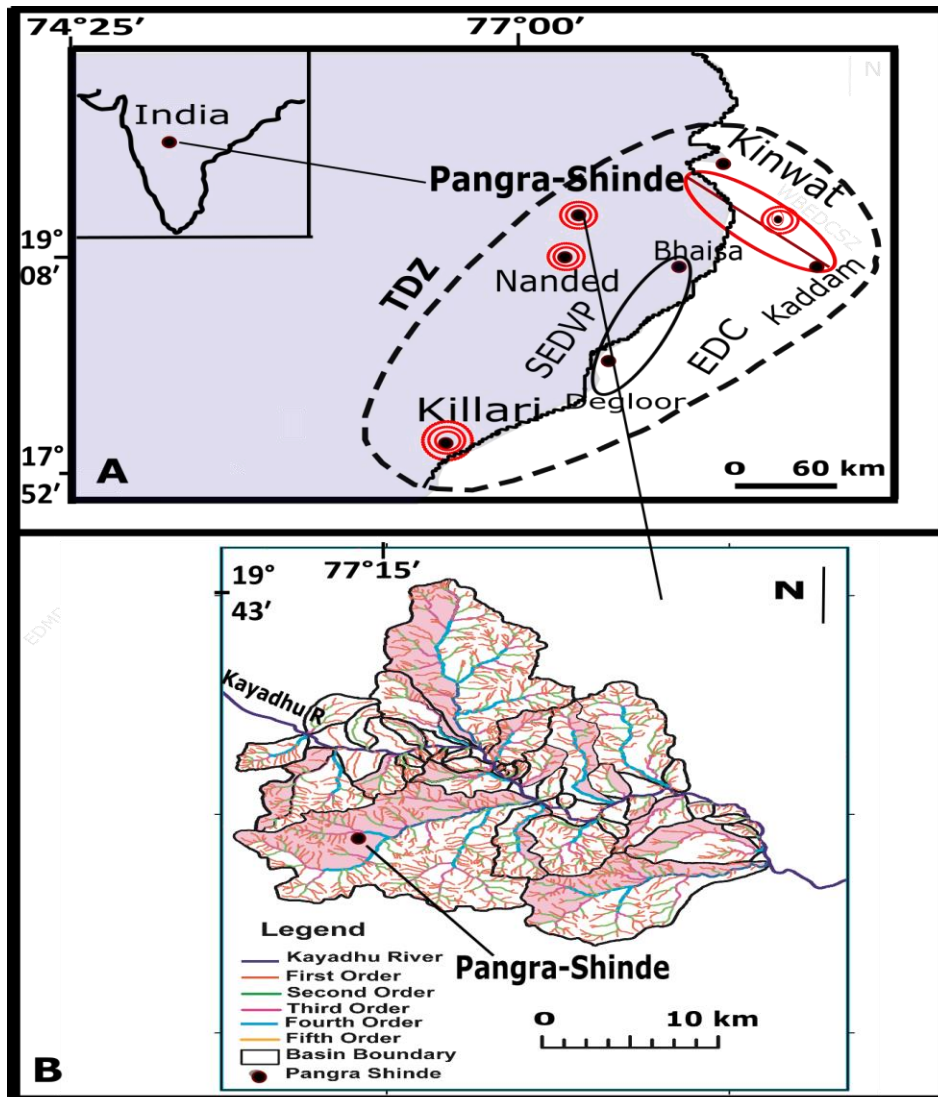 74°25′ 77°00′
N
India
Kinwat
Pangra-Shinde
WBEDCSZ
19°
08′
Bhaisa
Nanded
TDZ
Kaddam
SEDVP
EDC
Degloor
Killari
17°
52′
A
0 60 km
77°15′
19°
43′
N
Kayadhu R
Legend
Kayadhu River
First Order
Second Order
Third Order
Fourth Order
Fifth Order
Basin Boundary
Pangra Shinde
Pangra-Shinde
0 10 km
B